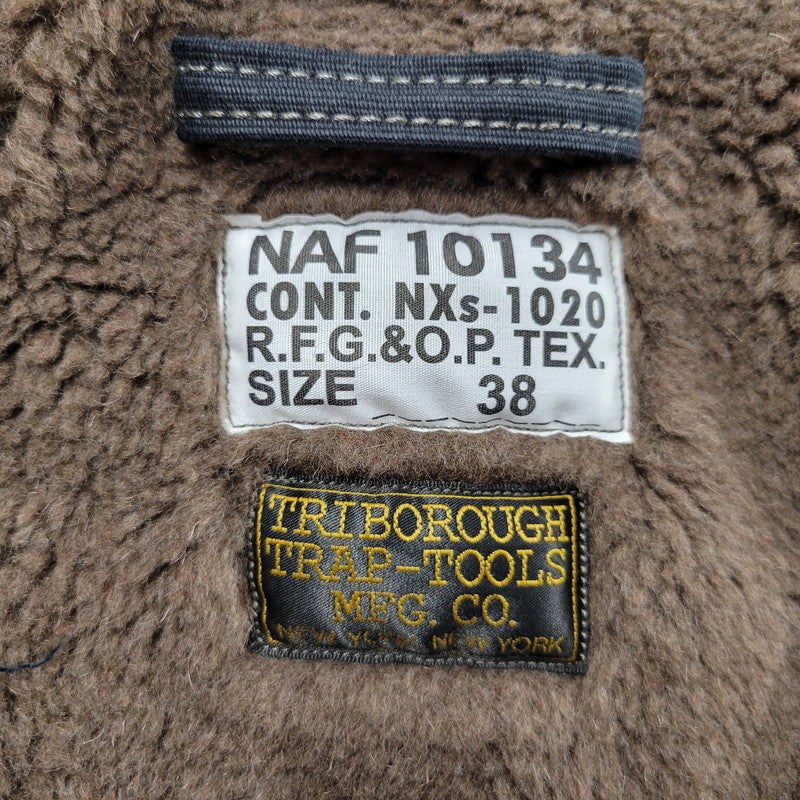 NAF 10134
CONT. NXs-1020
R.F.G.&O.P. TEX.
SIZE 38
TRIBOROUGH
TRAP-TOOLS
MFG. CO.
NEW YORK, NEW YORK